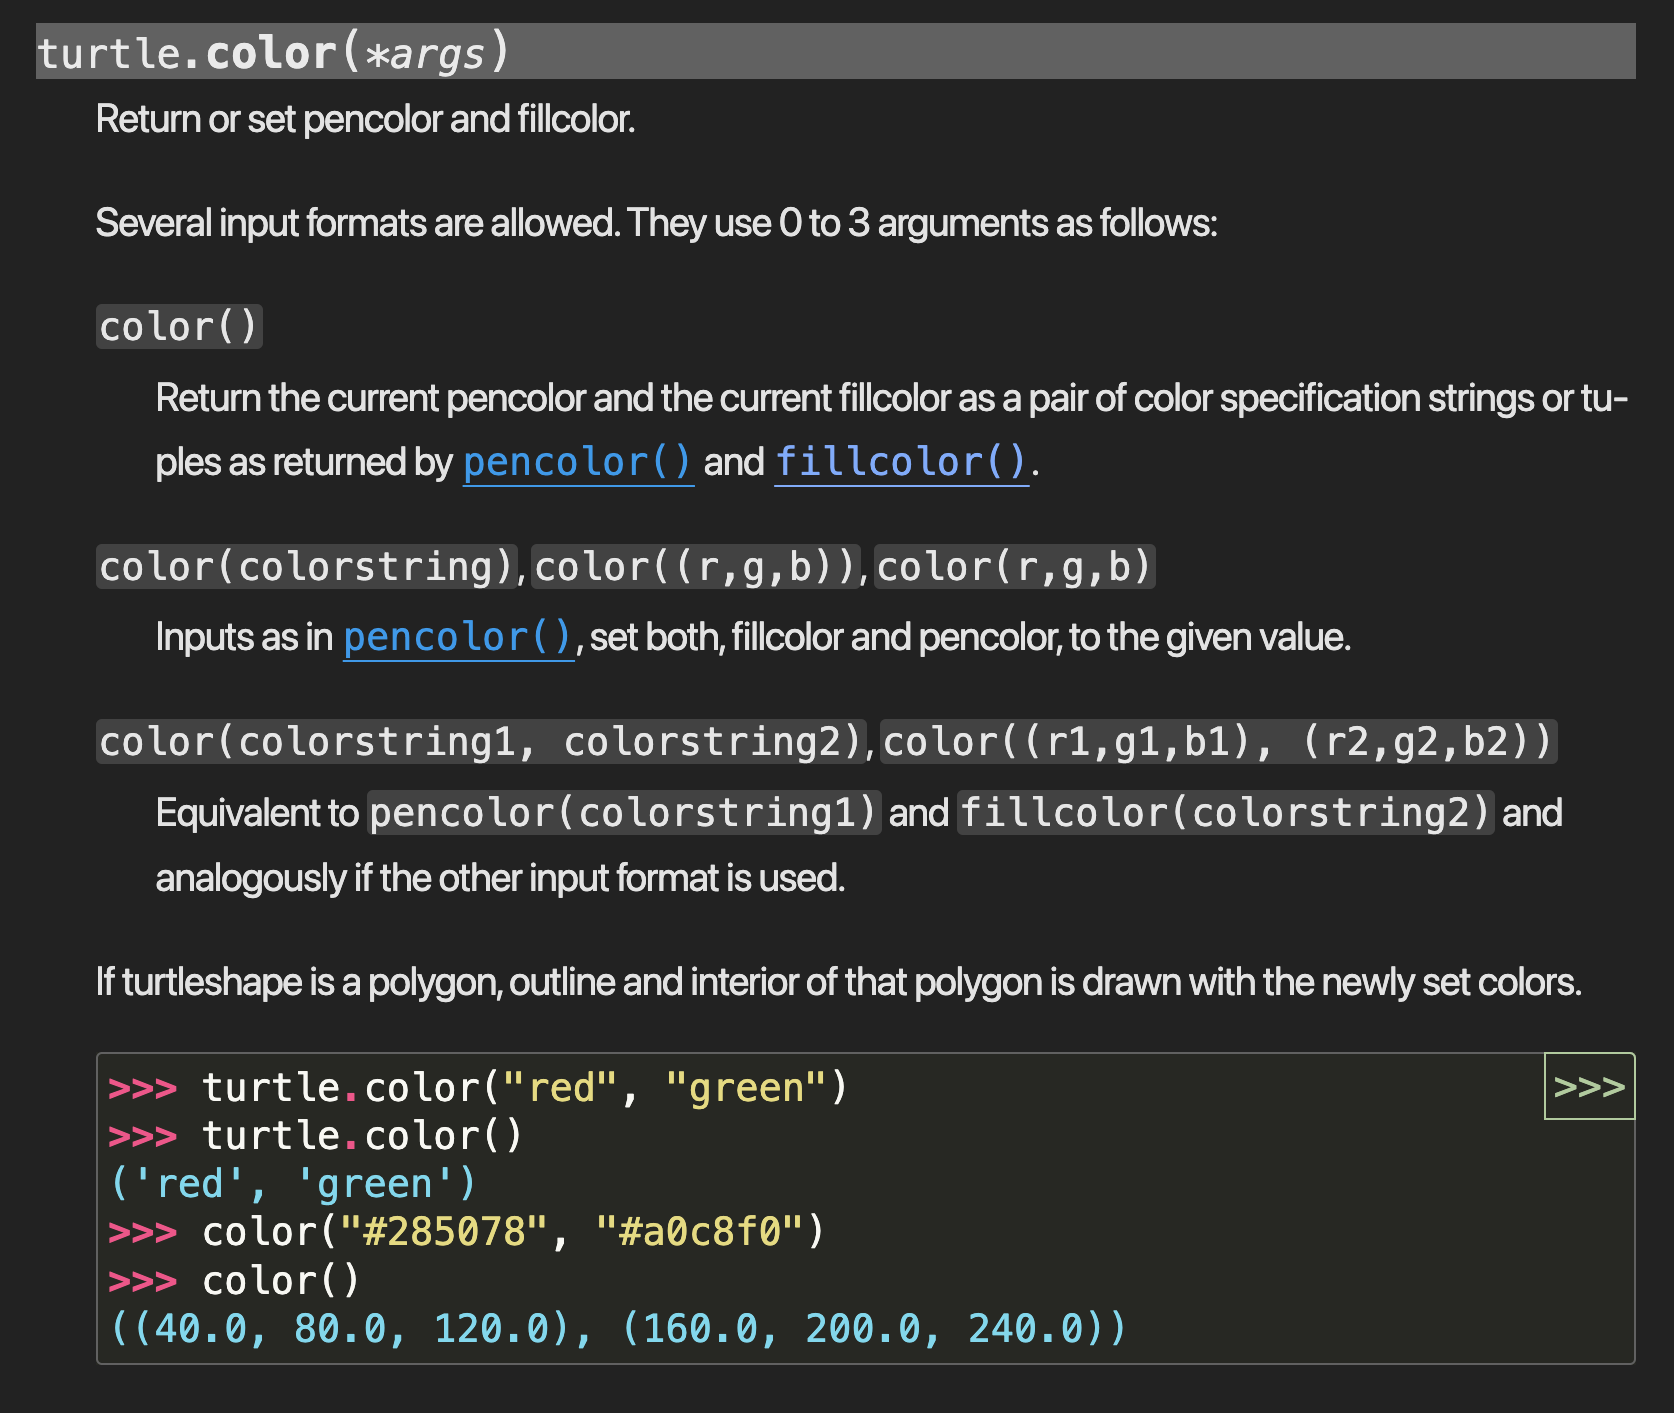 turtle.color(*args)
Return or set pencolor and fillcolor.
Several input formats are allowed. They use 0 to 3 arguments as follows:
color()
Return the current pencolor and the current fillcolor as a pair of color specification strings or tu-
ples as returned by pencolor() and fillcolor().
color(colorstring), color((r,g,b)), color(r,g,b)
Inputs as in pencolor(), set both, fillcolor and pencolor, to the given value.
color(colorstring1, colorstring2), color((r1,g1,b1), (r2,g2,b2))
Equivalent to pencolor(colorstring1) and fillcolor(colorstring2) and
analogously if the other input format is used.
If turtleshape is a polygon, outline and interior of that polygon is drawn with the newly set colors.
>>> turtle.color("red", "green") >>>
>>> turtle.color()
('red', 'green')
>>> color("#285078", "#a0c8f0")
>>> color()
((40.0, 80.0, 120.0), (160.0, 200.0, 240.0))